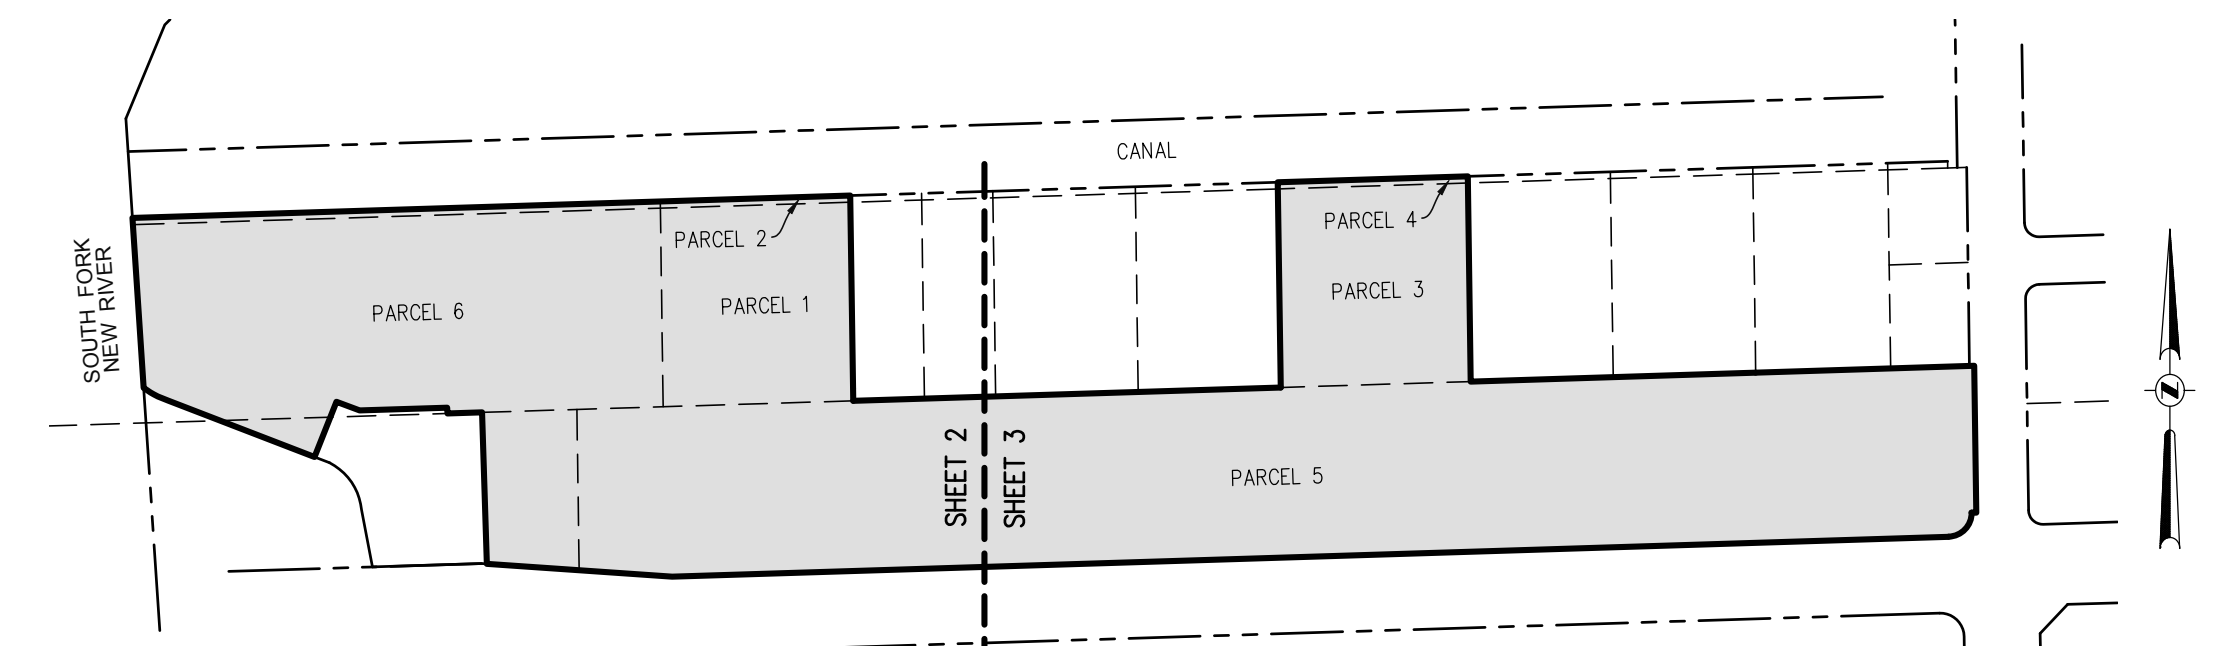 CANAL
PARCEL 2
PARCEL 4
PARCEL 6
PARCEL 1
PARCEL 3
SOUTH FORK
NEW RIVER
SHEET 2
SHEET 3
PARCEL 5
N